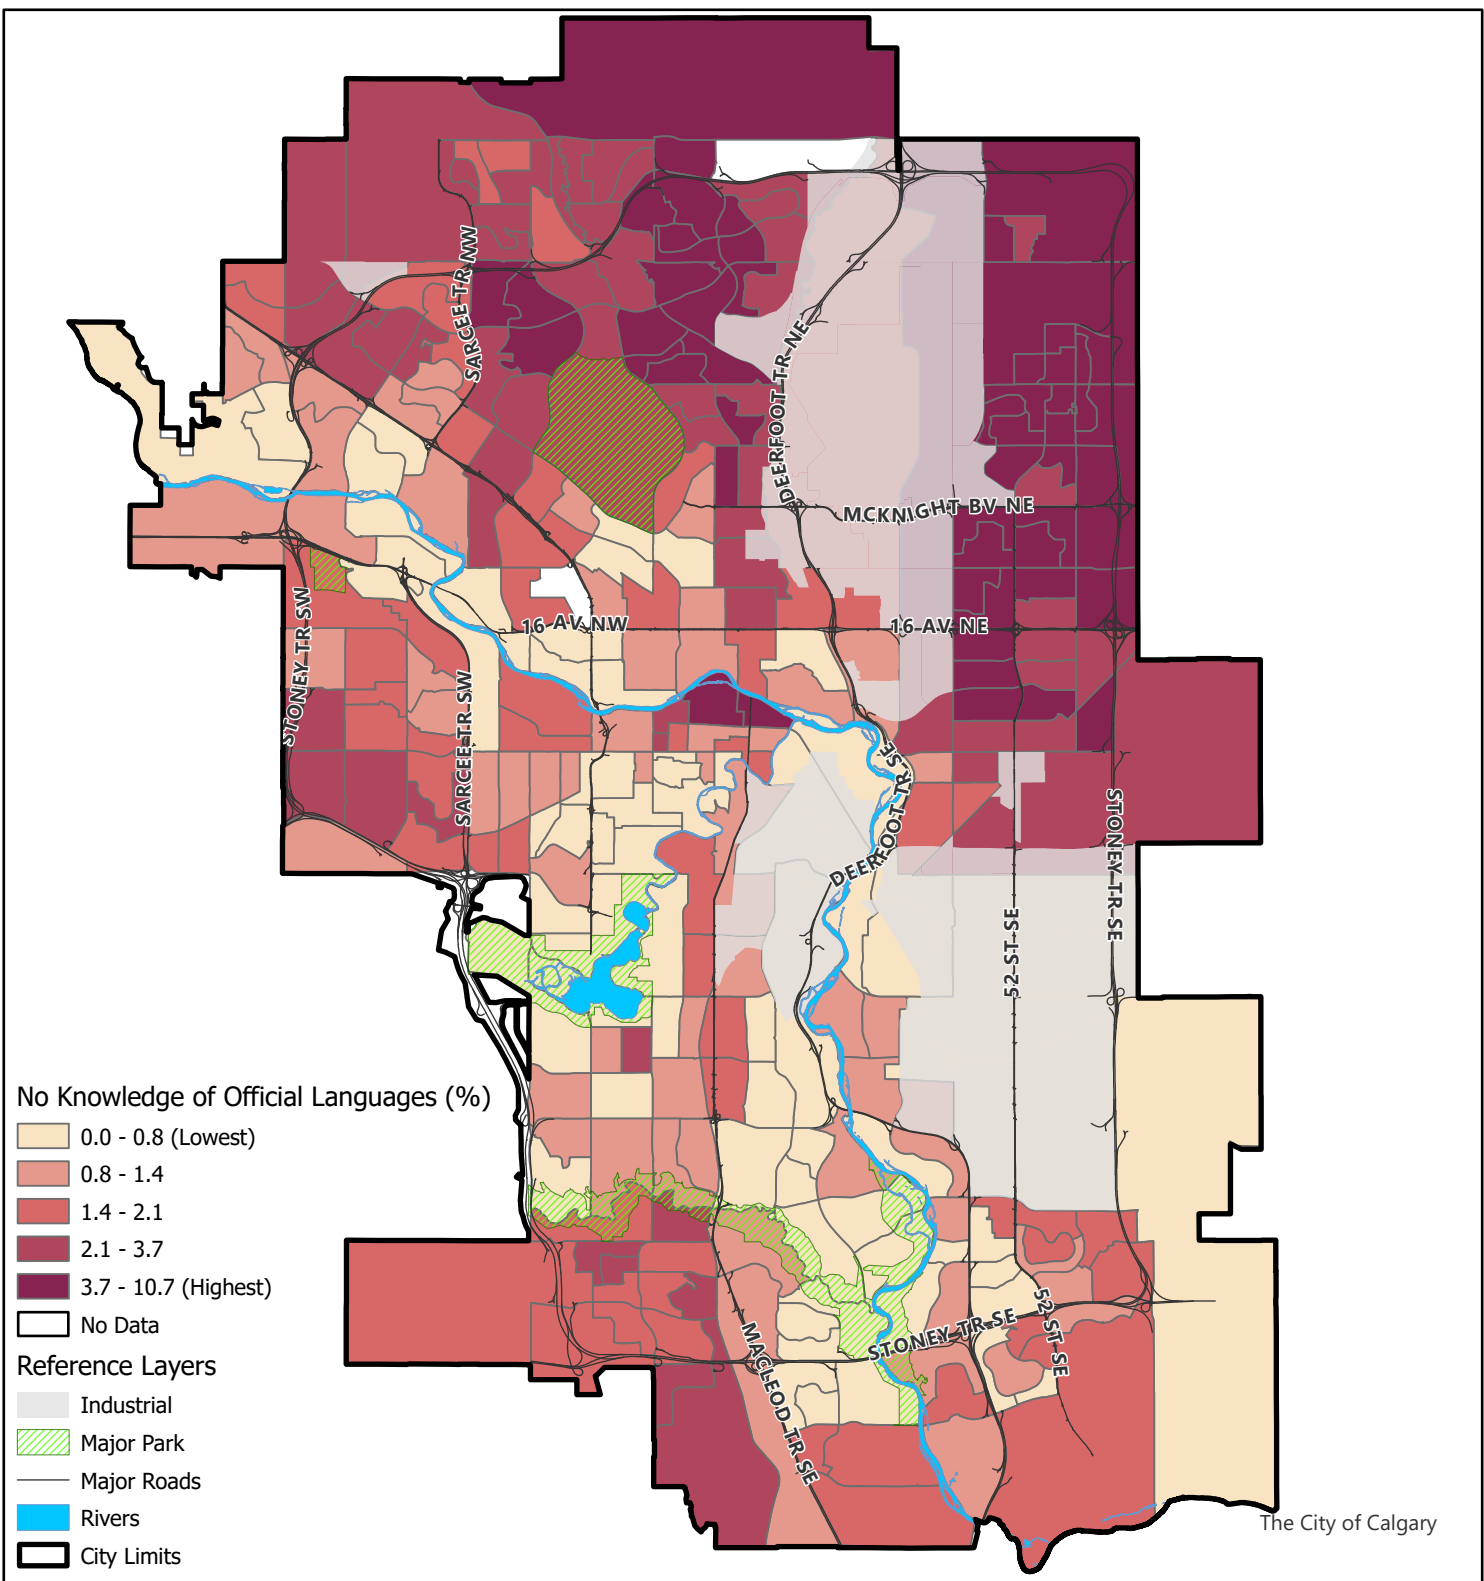 SARCEE TR NW
DEERFOOT TR NE
MCKNIGHT BV NE
16 AV NW
16 AV NE
STONEY TR SW
SARCEE TR SW
DEERFOOT TR SE
STONEY TR SE
52 ST SE
STONEY TR SE
52 ST SE
MACLEOD TR SE
No Knowledge of Official Languages (%)
0.0 - 0.8 (Lowest)
0.8 - 1.4
1.4 - 2.1
2.1 - 3.7
3.7 - 10.7 (Highest)
No Data
Reference Layers
Industrial
Major Park
Major Roads
Rivers
City Limits
The City of Calgary